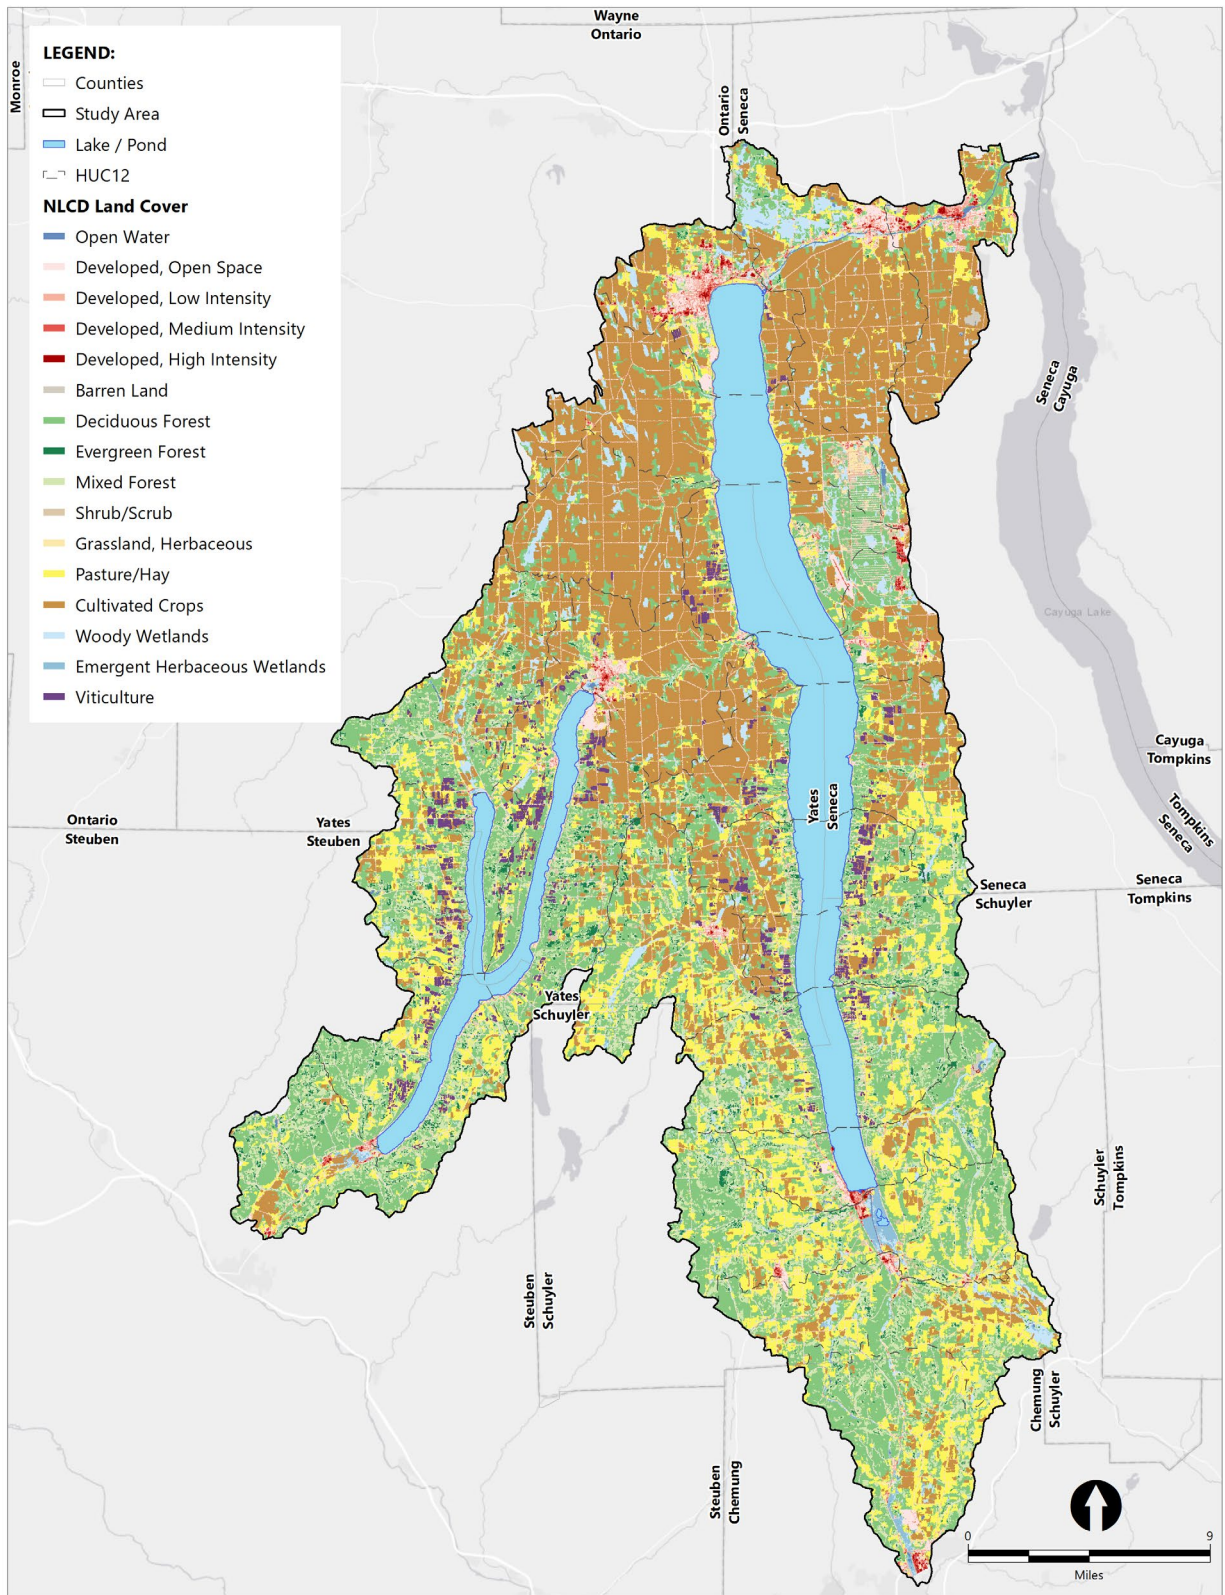 Wayne
Ontario
Monroe
LEGEND:
Counties
Study Area
Lake / Pond
HUC12
NLCD Land Cover
Open Water
Developed, Open Space
Developed, Low Intensity
Developed, Medium Intensity
Developed, High Intensity
Barren Land
Deciduous Forest
Evergreen Forest
Mixed Forest
Shrub/Scrub
Grassland, Herbaceous
Pasture/Hay
Cultivated Crops
Woody Wetlands
Emergent Herbaceous Wetlands
Viticulture
Ontario
Seneca
Seneca
Cayuga
Cayuga Lake
Cayuga
Tompkins
Tompkins
Seneca
Ontario
Steuben
Yates
Steuben
Yates
Seneca
Seneca
Schuyler
Seneca
Tompkins
Yates
Schuyler
Schuyler
Tompkins
Steuben
Schuyler
Chemung
Schuyler
Steuben
Chemung
0
9
Miles